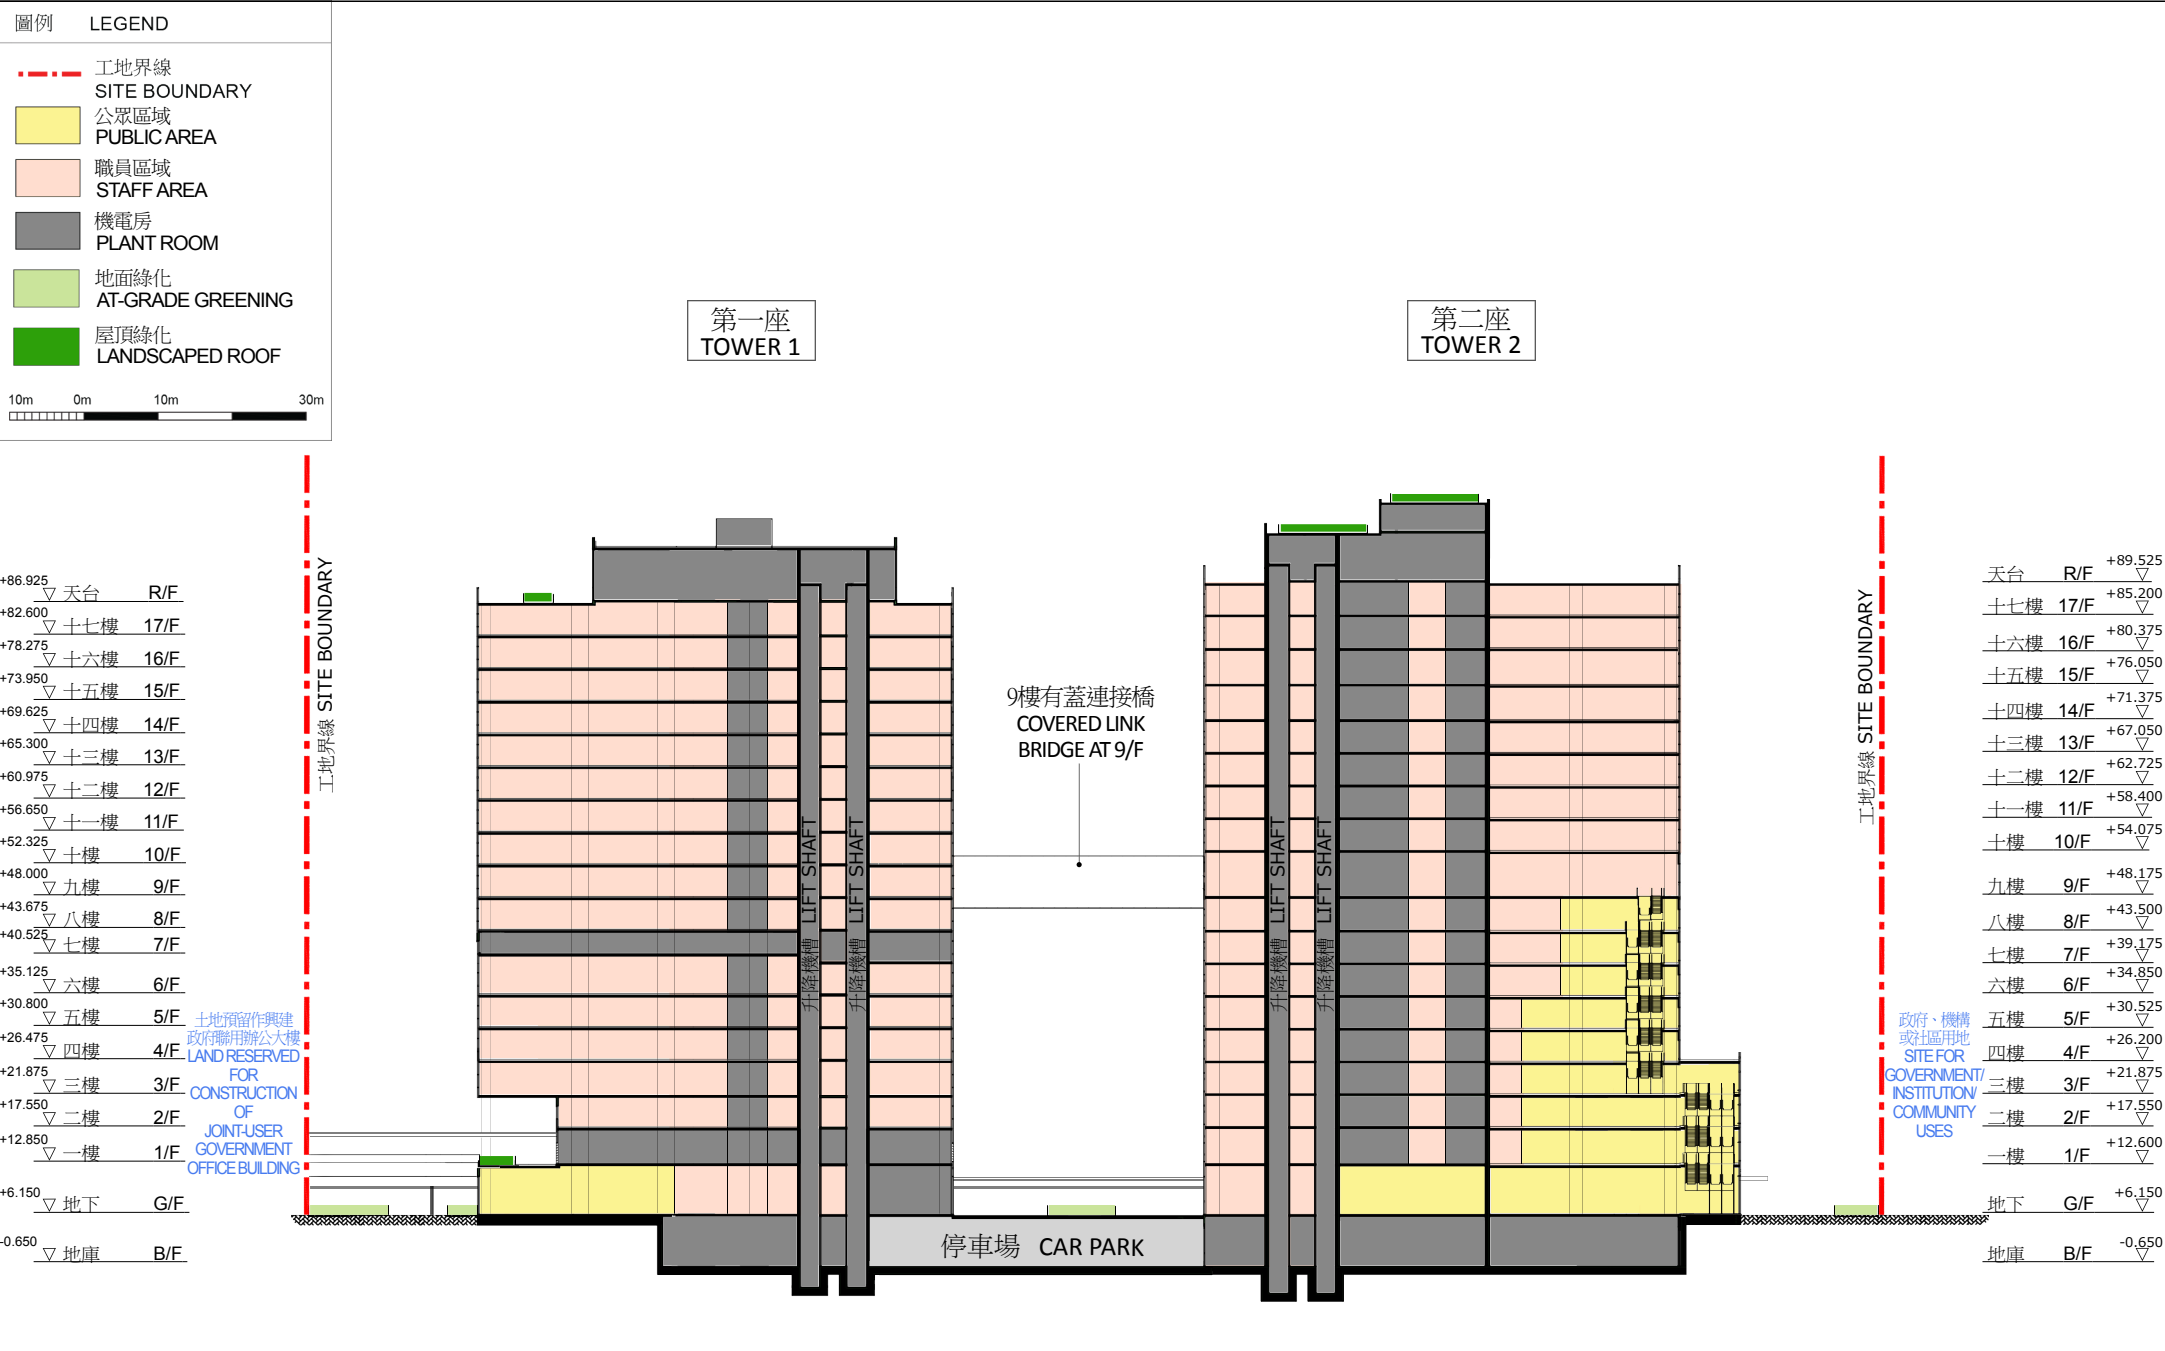 圖例 LEGEND
工地界線
SITE BOUNDARY
公眾區域
PUBLIC AREA
職員區域
STAFF AREA
機電房
PLANT ROOM
地面綠化
AT-GRADE GREENING
屋頂綠化
LANDSCAPED ROOF
10m 0m 10m 30m
第一座
TOWER 1
第二座
TOWER 2
+86.925
天台 R/F
+82.600
十七樓 17/F
+78.275
十六樓 16/F
+73.950
十五樓 15/F
+69.625
十四樓 14/F
+65.300
十三樓 13/F
+60.975
十二樓 12/F
+56.650
十一樓 11/F
+52.325
十樓 10/F
+48.000
九樓 9/F
+43.675
八樓 8/F
+40.525
七樓 7/F
+35.125
六樓 6/F
+30.800
五樓 5/F
+26.475
四樓 4/F
+21.875
三樓 3/F
+17.550
二樓 2/F
+12.850
一樓 1/F
+6.150
地下 G/F
-0.650
地庫 B/F
土地預留作興建
政府聯用辦公大樓
LAND RESERVED
FOR
CONSTRUCTION
OF
JOINT-USER
GOVERNMENT
OFFICE BUILDING
工地界線 SITE BOUNDARY
升降機槽 LIFT SHAFT
升降機槽 LIFT SHAFT
9樓有蓋連接橋
COVERED LINK
BRIDGE AT 9/F
停車場 CAR PARK
升降機槽 LIFT SHAFT
升降機槽 LIFT SHAFT
工地界線 SITE BOUNDARY
政府、機構
或社區用地
SITE FOR
GOVERNMENT/
INSTITUTION/
COMMUNITY
USES
+89.525
天台 R/F
+85.200
十七樓 17/F
+80.375
十六樓 16/F
+76.050
十五樓 15/F
+71.375
十四樓 14/F
+67.050
十三樓 13/F
+62.725
十二樓 12/F
+58.400
十一樓 11/F
+54.075
十樓 10/F
+48.175
九樓 9/F
+43.500
八樓 8/F
+39.175
七樓 7/F
+34.850
六樓 6/F
+30.525
五樓 5/F
+26.200
四樓 4/F
+21.875
三樓 3/F
+17.550
二樓 2/F
+12.600
一樓 1/F
+6.150
地下 G/F
-0.650
地庫 B/F